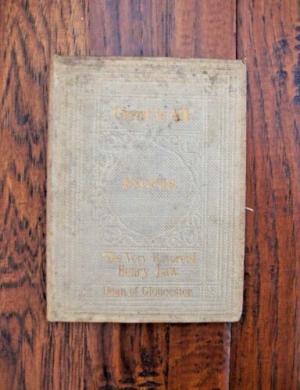 Christ is All
The Very Reverend
Henry Law
Dean of Gloucester